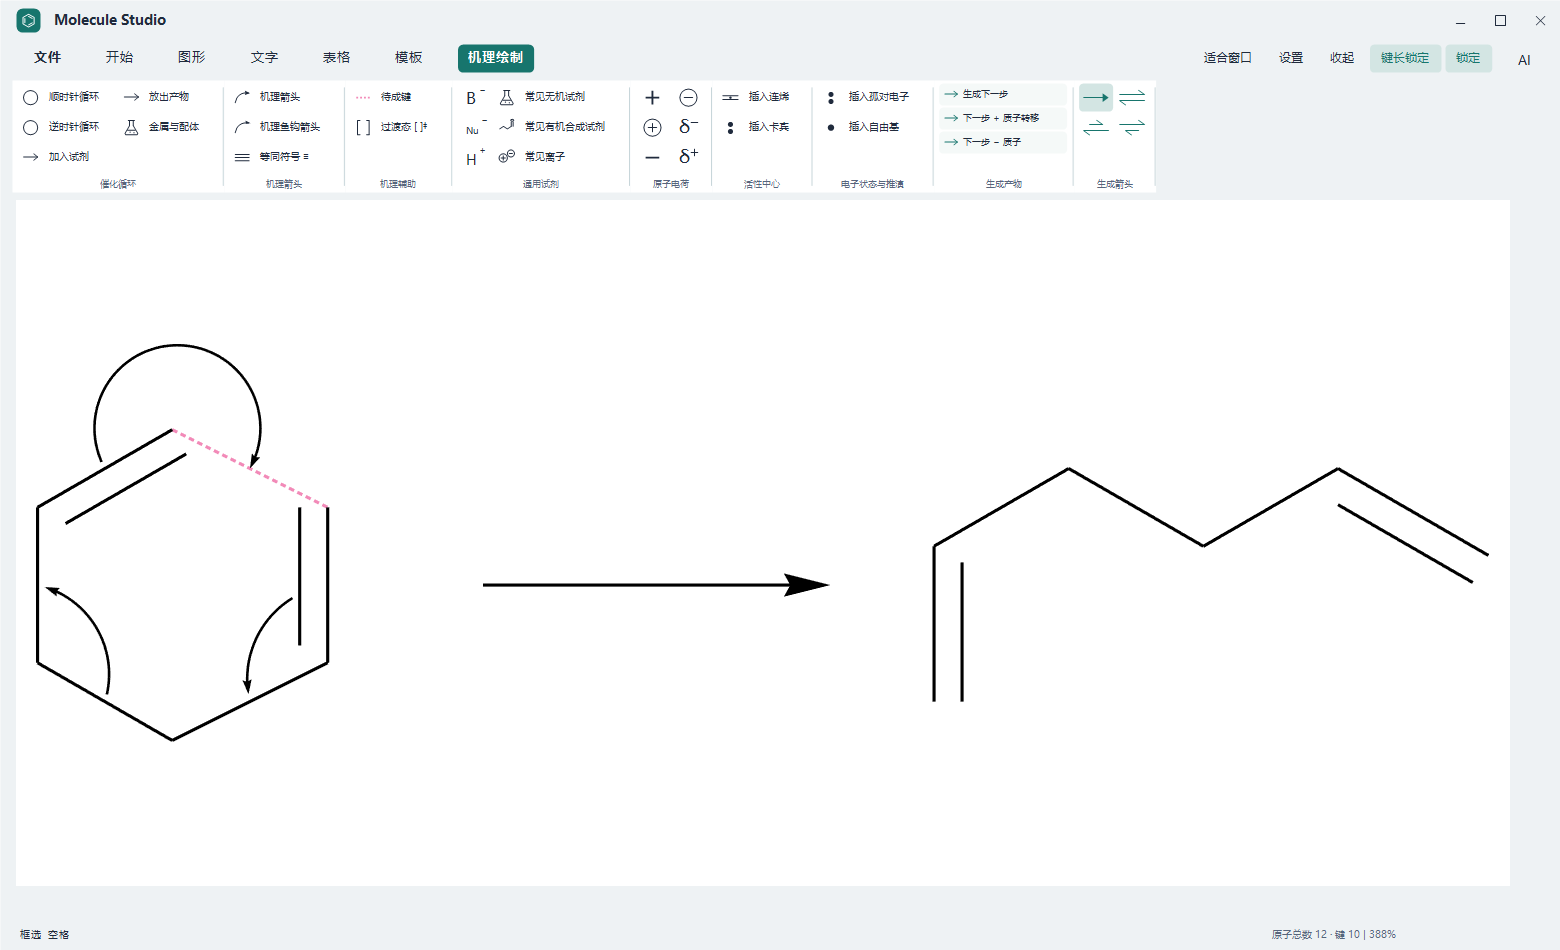 Molecule Studio
文件 开始 图形 文字 表格 模板 机理绘制 适合窗口 设置 收起 键长锁定 锁定 AI
顺时针循环 放出产物 机理箭头 待成键 B⁻ 常见无机试剂 + ⊖ 插入连烯 插入孤对电子 生成下一步
逆时针循环 金属与配体 机理鱼钩箭头 [ ] 过渡态 [ ]‡ Nu⁻ 常见有机合成试剂 ⊕ δ⁻ 插入卡宾 插入自由基 下一步 + 质子转移
加入试剂 等同符号 ≡ H⁺ 常见离子 − δ⁺ 下一步 − 质子
催化循环 机理箭头 机理辅助 通用试剂 原子电荷 活性中心 电子状态与推演 生成产物 生成箭头
框选 空格 原子总数 12 · 键 10 | 388%